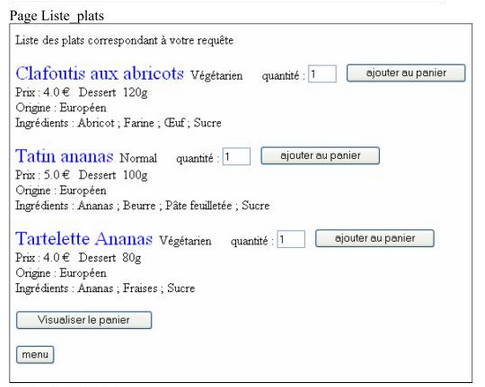 Page Liste_plats
Liste des plats correspondant à votre requête
Clafoutis aux abricots Végétarien quantité : 1 ajouter au panier
Prix : 4.0 € Dessert 120g
Origine : Européen
Ingrédients : Abricot ; Farine ; Œuf ; Sucre
Tatin ananas Normal quantité : 1 ajouter au panier
Prix : 5.0 € Dessert 100g
Origine : Européen
Ingrédients : Ananas ; Beurre ; Pâte feuilletée ; Sucre
Tartelette Ananas Végétarien quantité : 1 ajouter au panier
Prix : 4.0 € Dessert 80g
Origine : Européen
Ingrédients : Ananas ; Fraises ; Sucre
Visualiser le panier
menu